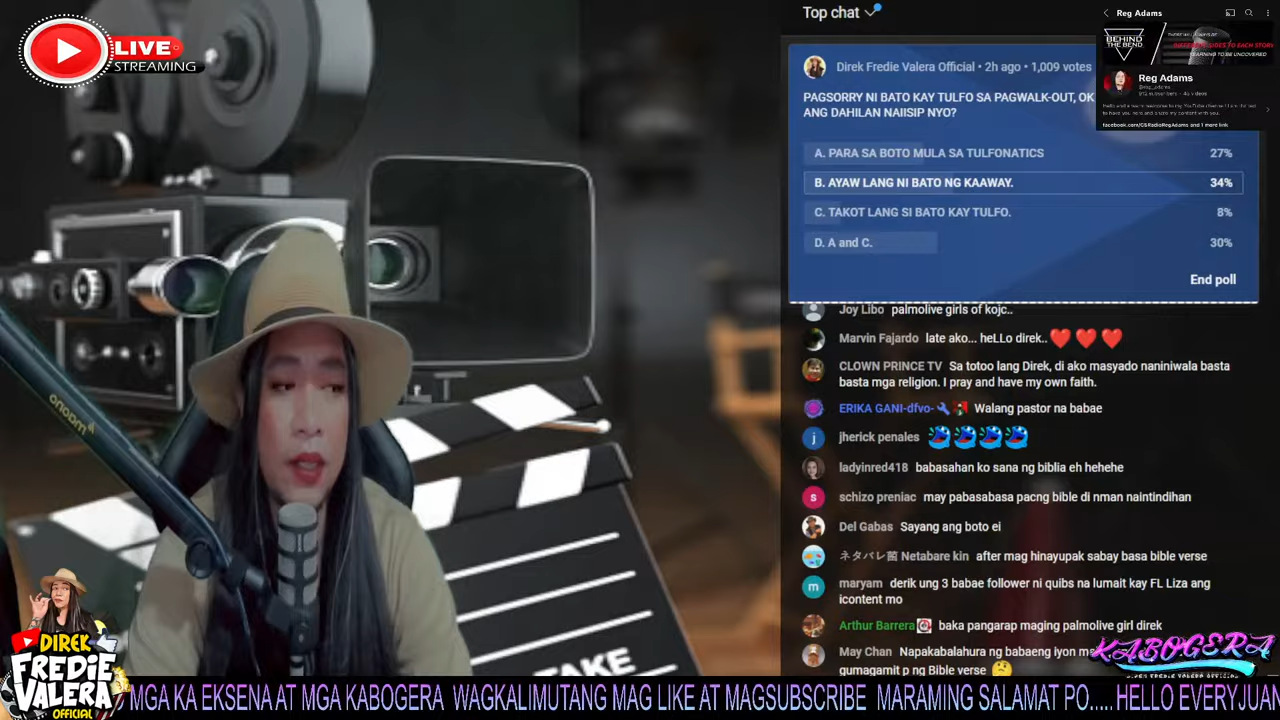 LIVE
STREAMING
Top chat
Reg Adams
BEHIND
THE BEND
Reg Adams
Direk Fredie Valera Official • 2h ago • 1,009 votes
PAGSORRY NI BATO KAY TULFO SA PAGWALK-OUT, OK
ANG DAHILAN NAIISIP NYO?
A. PARA SA BOTO MULA SA TULFONATICS 27%
B. AYAW LANG NI BATO NG KAAWAY. 34%
C. TAKOT LANG SI BATO KAY TULFO. 8%
D. A and C. 30%
End poll
Joy Libo palmolive girls of kojc..
Marvin Fajardo late ako... heLLo direk..❤️❤️❤️
CLOWN PRINCE TV Sa totoo lang Direk, di ako masyado naniniwala basta
basta mga religion. I pray and have my own faith.
ERIKA GANI-dfvo- Walang pastor na babae
jherick penales
ladyinred418 babasahan ko sana ng biblia eh hehehe
schizo preniac may pabasabasa pacng bible di nman naintindihan
Del Gabas Sayang ang boto ei
ネタバレ菌 Netabare kin after mag hinayupak sabay basa bible verse
maryam derik ung 3 babae follower ni quibs na lumait kay FL Liza ang
icontent mo
Arthur Barrera baka pangarap maging palmolive girl direk
May Chan Napakabalahura ng babaeng iyon
gumagamit p ng Bible verse 🤔
KABOGERA
maono
TAKE
DIREK
FREDIE
VALERA
OFFICIAL
MGA KA EKSENA AT MGA KABOGERA WAGKALIMUTANG MAG LIKE AT MAGSUBSCRIBE MARAMING SALAMAT PO.....HELLO EVERYJUAN